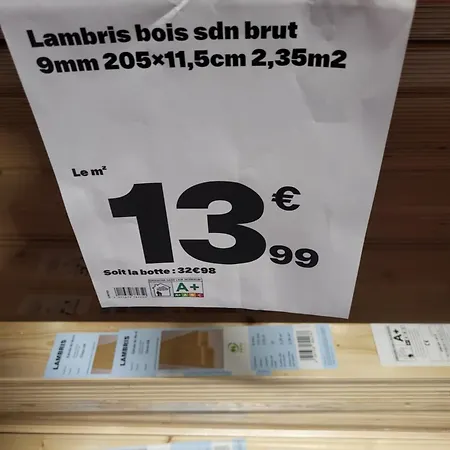 Lambris bois sdn brut
9mm 205×11,5cm 2,35m2
Le m²
13€99
Soit la botte : 32€98
A+
LAMBRIS
LAMBRIS
A+